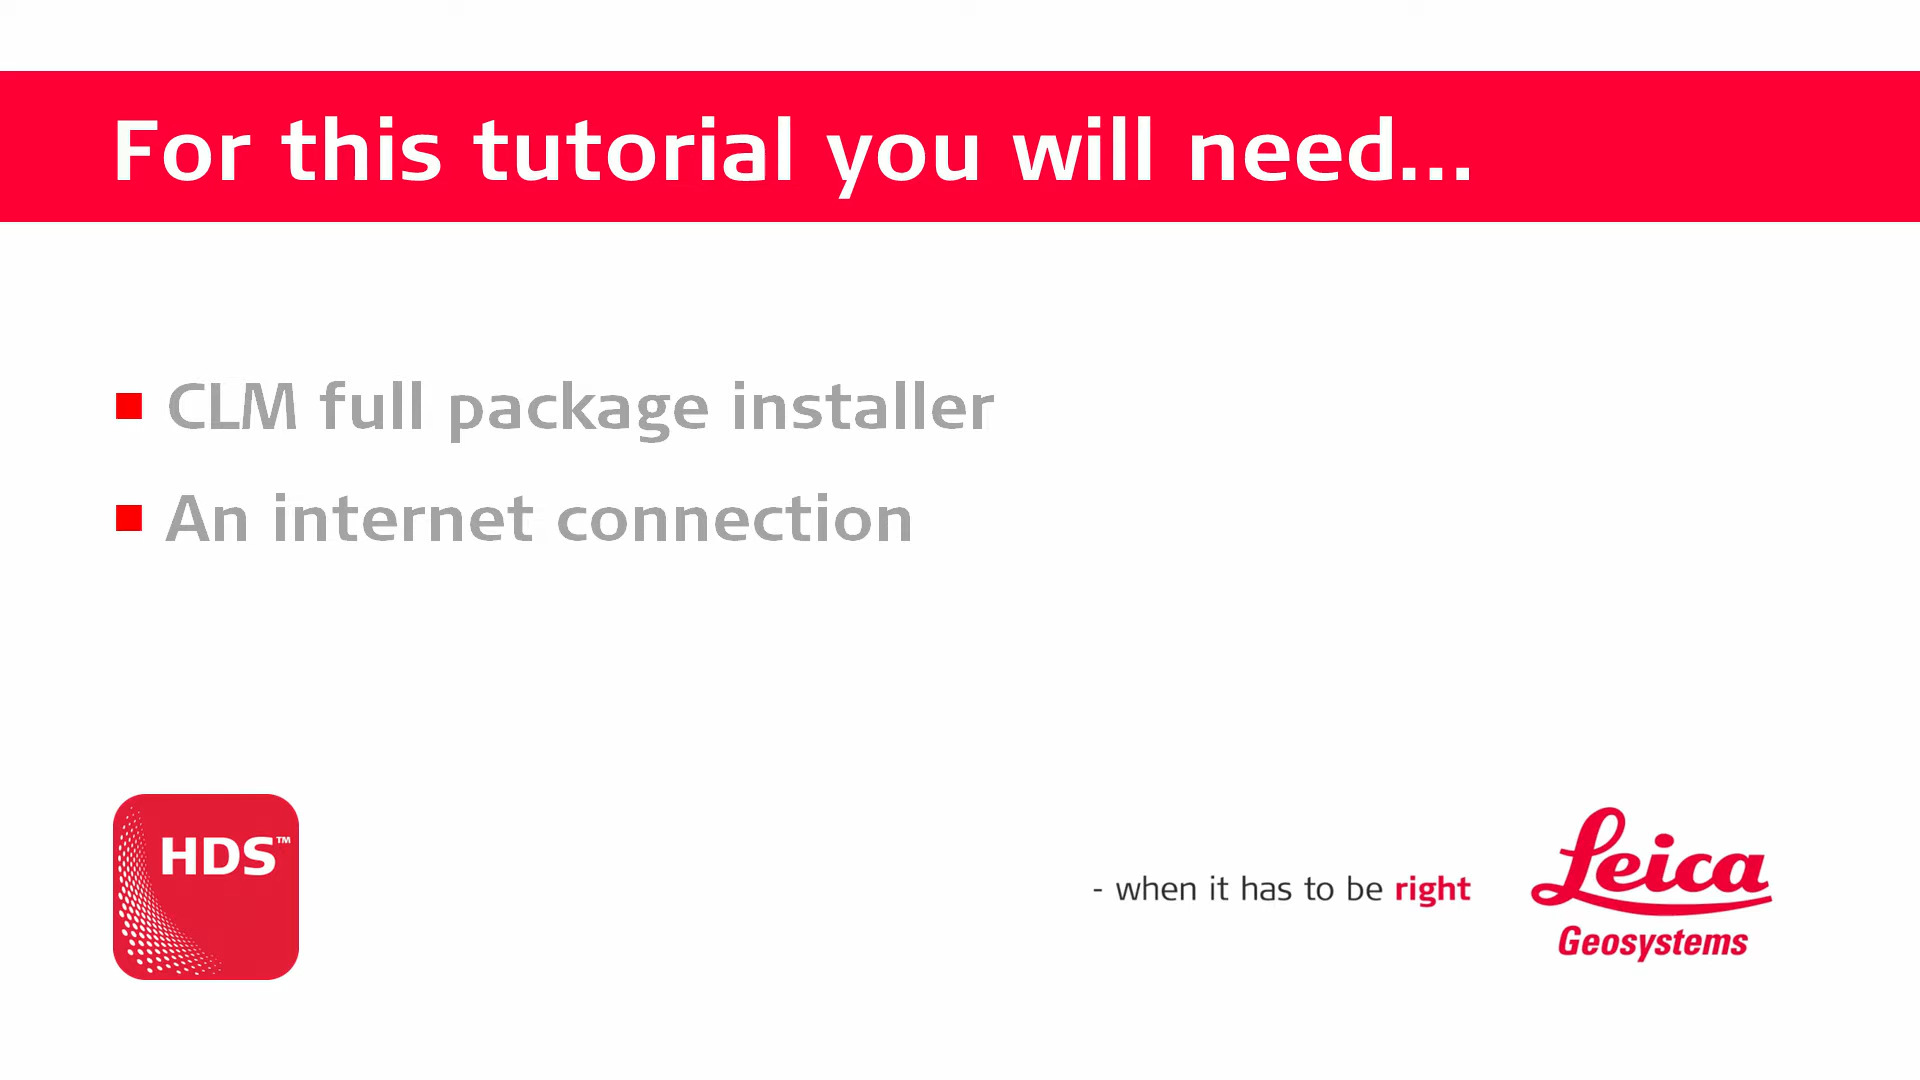 For this tutorial you will need...
CLM full package installer
An internet connection
HDS™
- when it has to be right
Leica
Geosystems